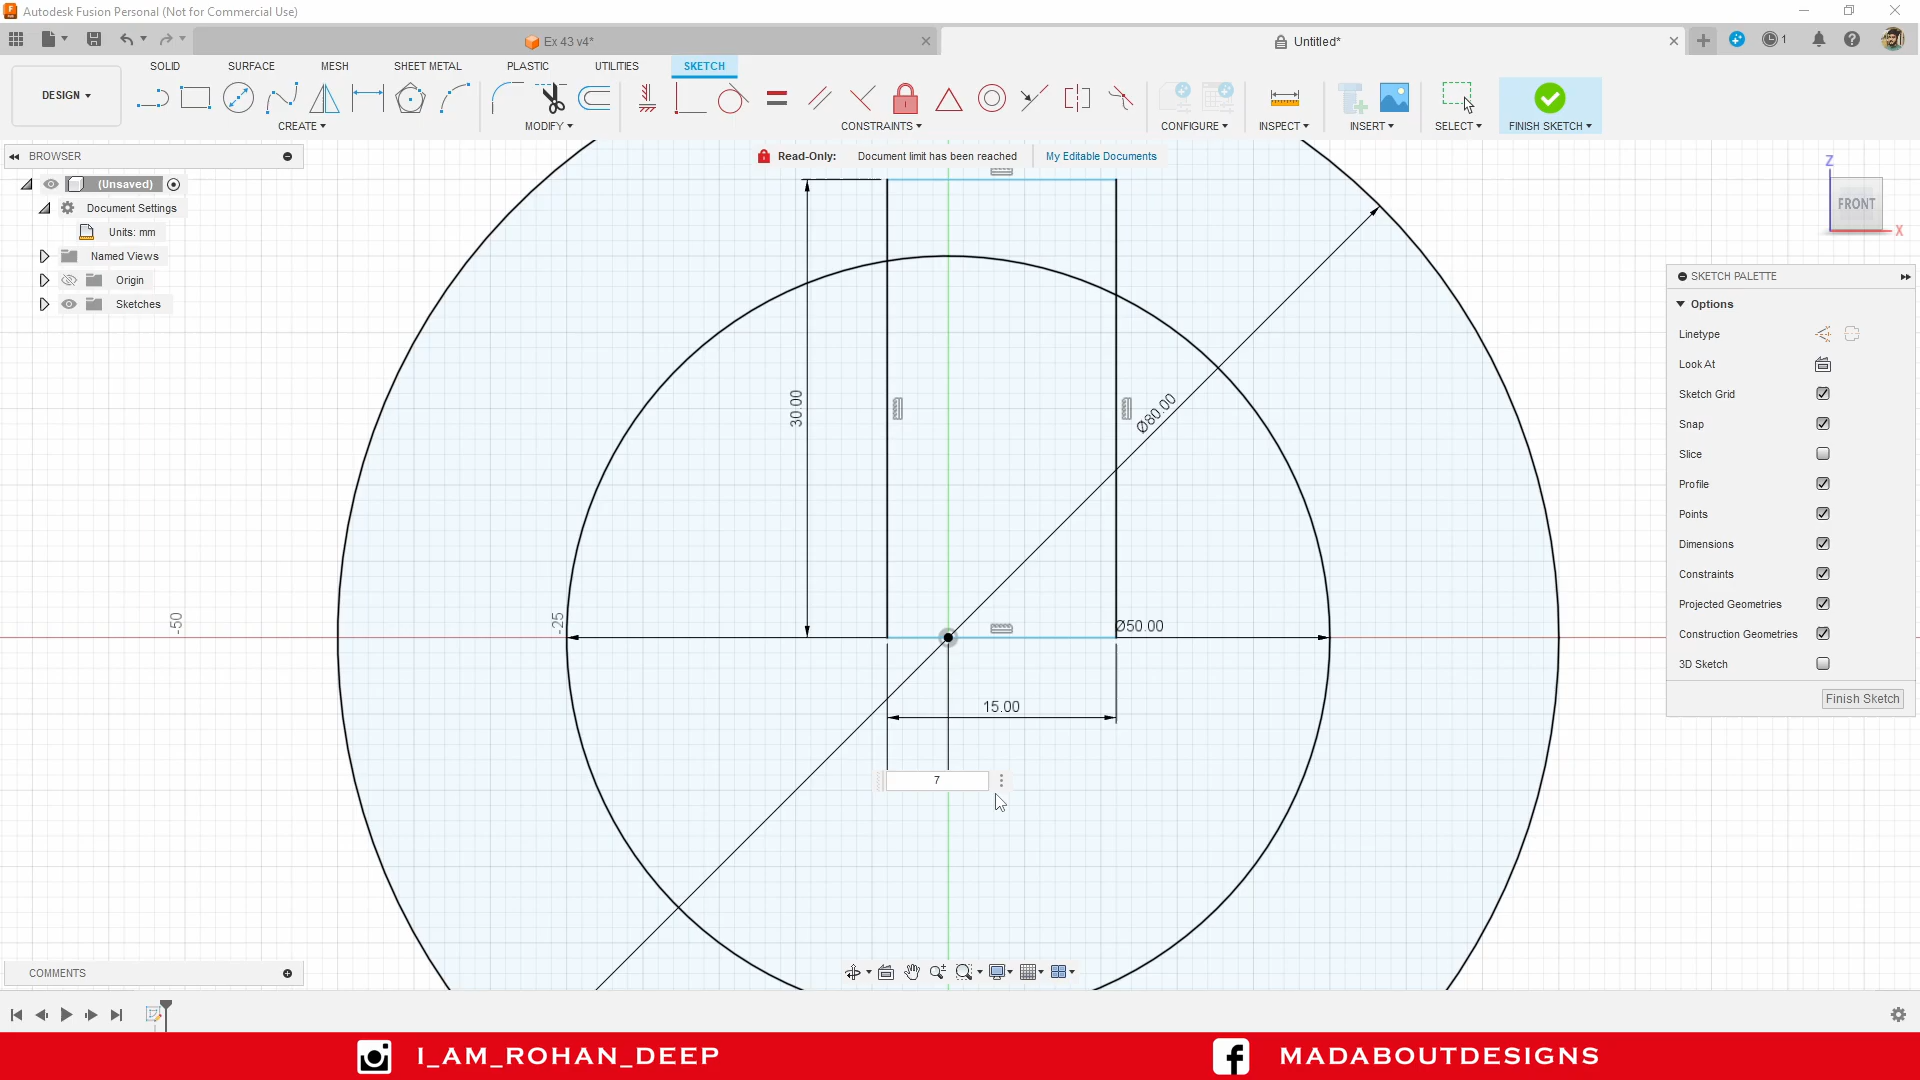 Autodesk Fusion Personal (Not for Commercial Use)
Ex 43 v4*
Untitled*
1
DESIGN
SOLID
SURFACE
MESH
SHEET METAL
PLASTIC
UTILITIES
SKETCH
CREATE
MODIFY
CONSTRAINTS
CONFIGURE
INSPECT
INSERT
SELECT
FINISH SKETCH
BROWSER
Read-Only: Document limit has been reached My Editable Documents
(Unsaved)
Document Settings
Units: mm
Named Views
Origin
Sketches
Z
FRONT
X
SKETCH PALETTE
Options
Linetype
Look At
Sketch Grid
Snap
Slice
Profile
Points
Dimensions
Constraints
Projected Geometries
Construction Geometries
3D Sketch
Finish Sketch
30.00
Ø80.00
-50
-25
Ø50.00
15.00
7
COMMENTS
I_AM_ROHAN_DEEP
MADABOUTDESIGNS